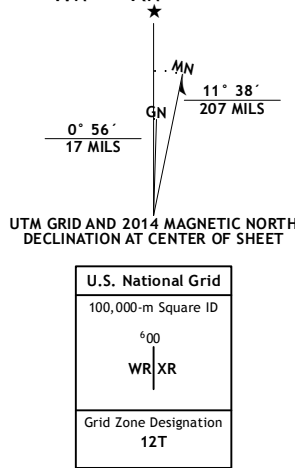 ★
MN
GN
11° 38´
207 MILS
0° 56´
17 MILS
UTM GRID AND 2014 MAGNETIC NORTH
DECLINATION AT CENTER OF SHEET
U.S. National Grid
100,000-m Square ID
⁶00
WR XR
Grid Zone Designation
12T